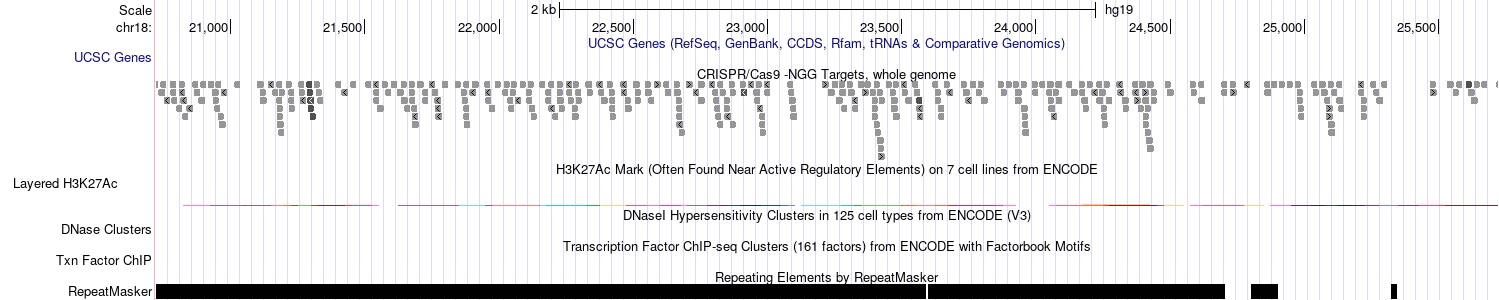 Scale 2 kb hg19
chr18: 21,000 21,500 22,000 22,500 23,000 23,500 24,000 24,500 25,000 25,500
UCSC Genes (RefSeq, GenBank, CCDS, Rfam, tRNAs & Comparative Genomics)
UCSC Genes
CRISPR/Cas9 -NGG Targets, whole genome
H3K27Ac Mark (Often Found Near Active Regulatory Elements) on 7 cell lines from ENCODE
Layered H3K27Ac
DNaseI Hypersensitivity Clusters in 125 cell types from ENCODE (V3)
DNase Clusters
Transcription Factor ChIP-seq Clusters (161 factors) from ENCODE with Factorbook Motifs
Txn Factor ChIP
Repeating Elements by RepeatMasker
RepeatMasker